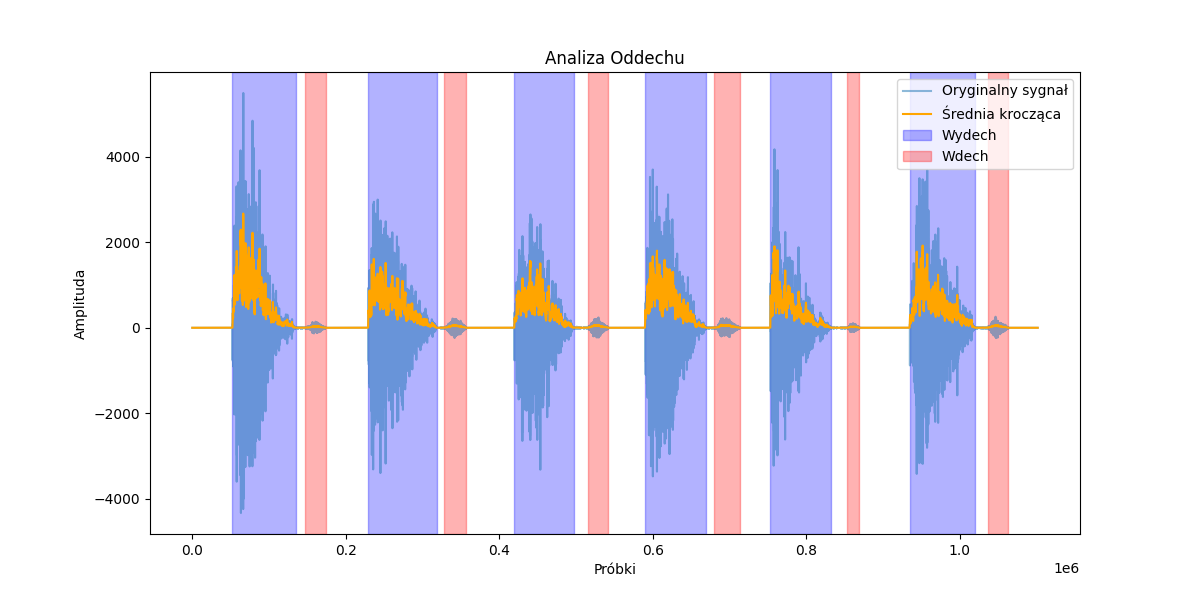 Analiza Oddechu
Oryginalny sygnał
Średnia krocząca
Wydech
Wdech
Amplituda
4000
2000
0
−2000
−4000
0.0 0.2 0.4 0.6 0.8 1.0
1e6
Próbki